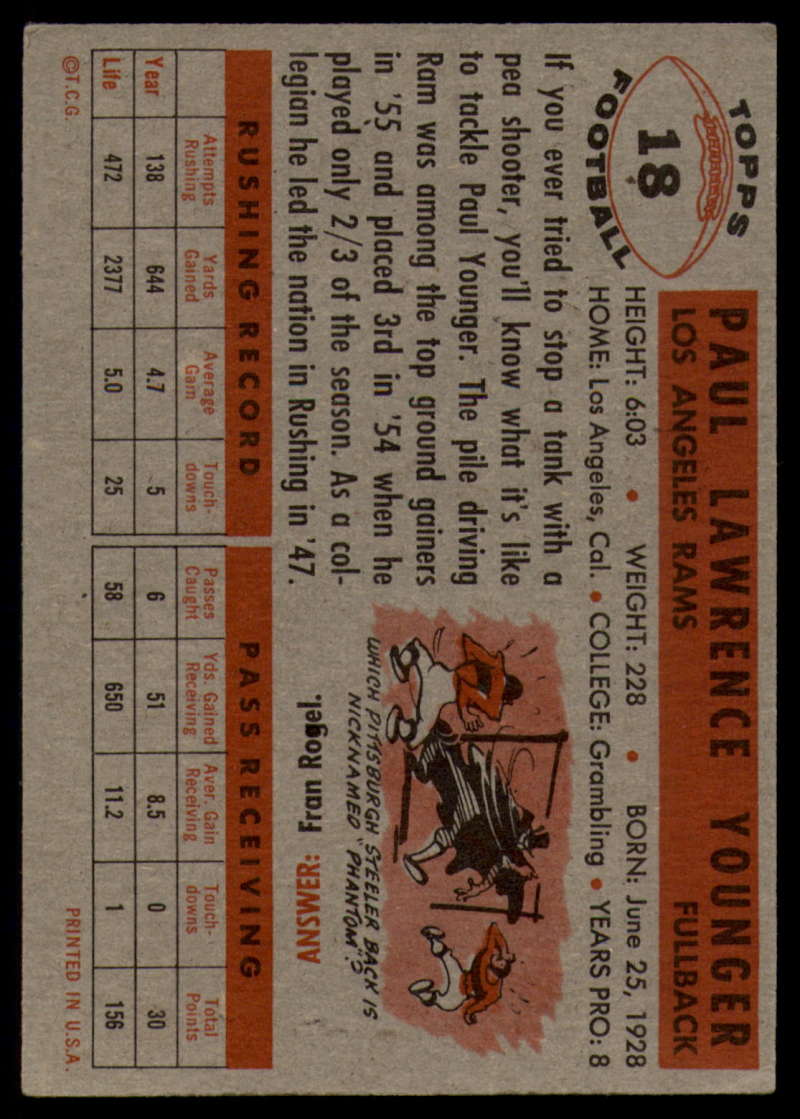 TOPPS
18
FOOTBALL
PAUL LAWRENCE YOUNGER
LOS ANGELES RAMS FULLBACK
HEIGHT: 6:03 • WEIGHT: 228 • BORN: June 25, 1928
HOME: Los Angeles, Cal. • COLLEGE: Grambling • YEARS PRO: 8
If you ever tried to stop a tank with a
pea shooter, you'll know what it's like
to tackle Paul Younger. The pile driving
Ram was among the top ground gainers
in '55 and placed 3rd in '54 when he
played only 2/3 of the season. As a col-
legian he led the nation in Rushing in '47.
WHICH PITTSBURGH STEELER BACK IS
NICKNAMED "PHANTOM"?
ANSWER: Fran Rogel.
RUSHING RECORD PASS RECEIVING
Attempts Yards Average Touch- Passes Yds. Gained Aver. Gain Touch- Total
Rushing Gained Gain downs Caught Receiving Receiving downs Points
Year 138 644 4.7 5 6 51 8.5 0 30
Life 472 2377 5.0 25 58 650 11.2 1 156
©T.C.G. PRINTED IN U.S.A.